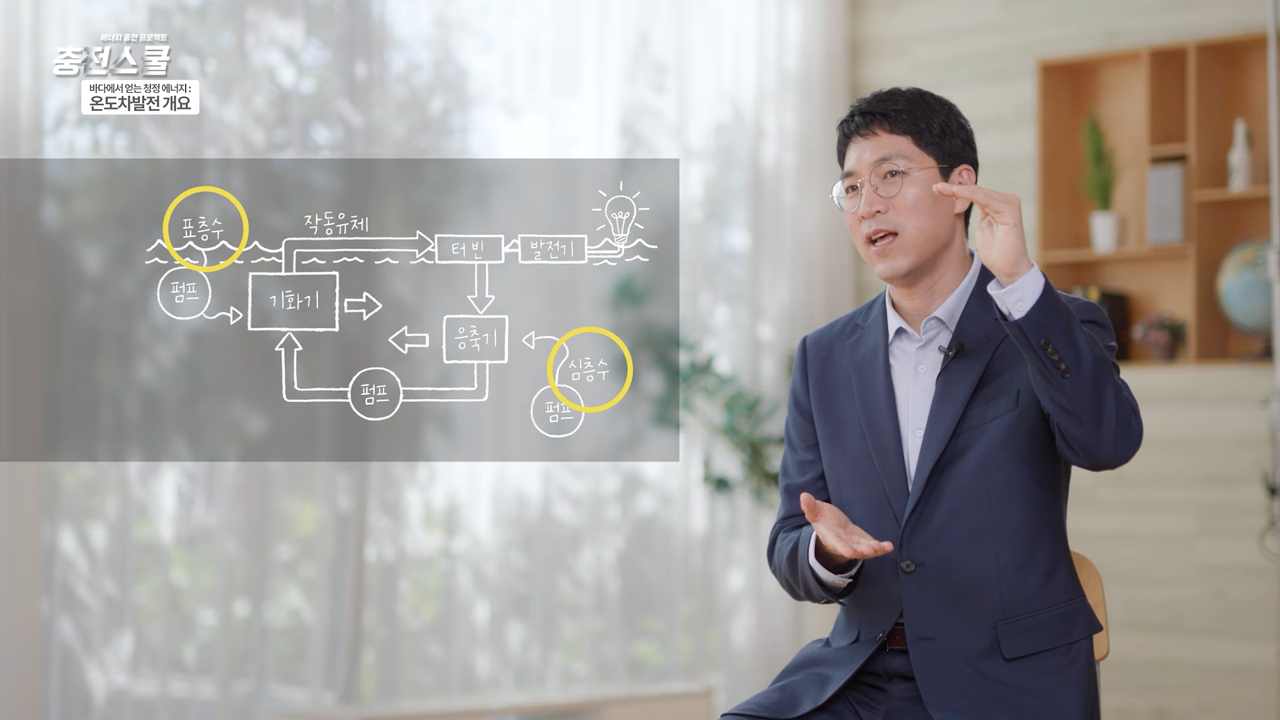 에너지 충전 프로젝트
충전스쿨
바다에서 얻는 청정 에너지 :
온도차발전 개요
표층수
작동유체
터빈
발전기
펌프
기화기
응축기
심층수
펌프
펌프